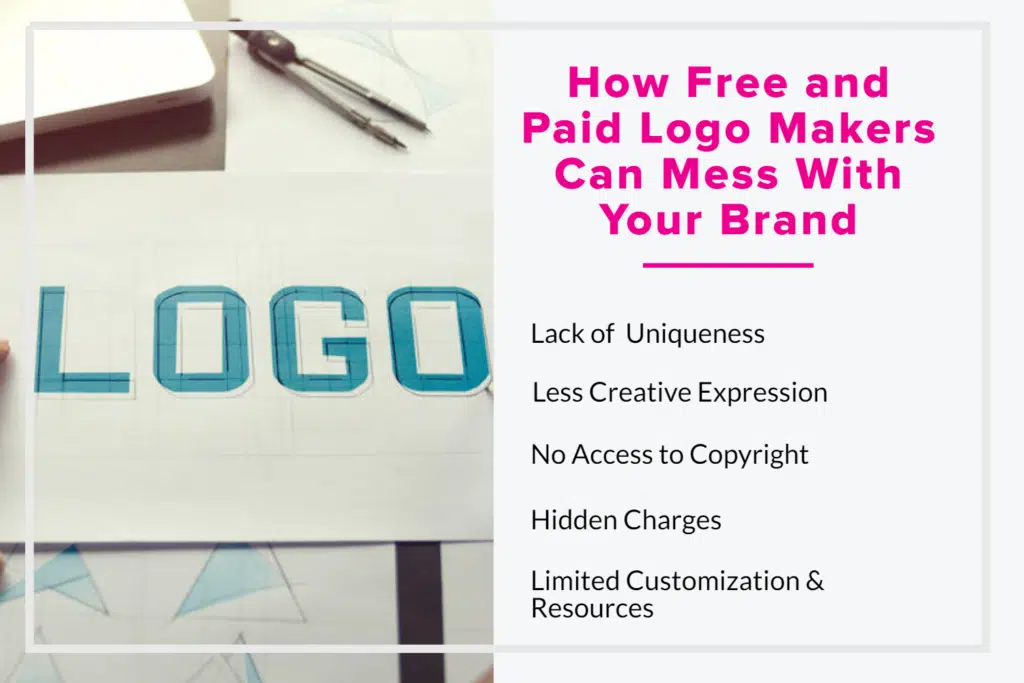 LOGO
How Free and
Paid Logo Makers
Can Mess With
Your Brand
Lack of Uniqueness
Less Creative Expression
No Access to Copyright
Hidden Charges
Limited Customization &
Resources